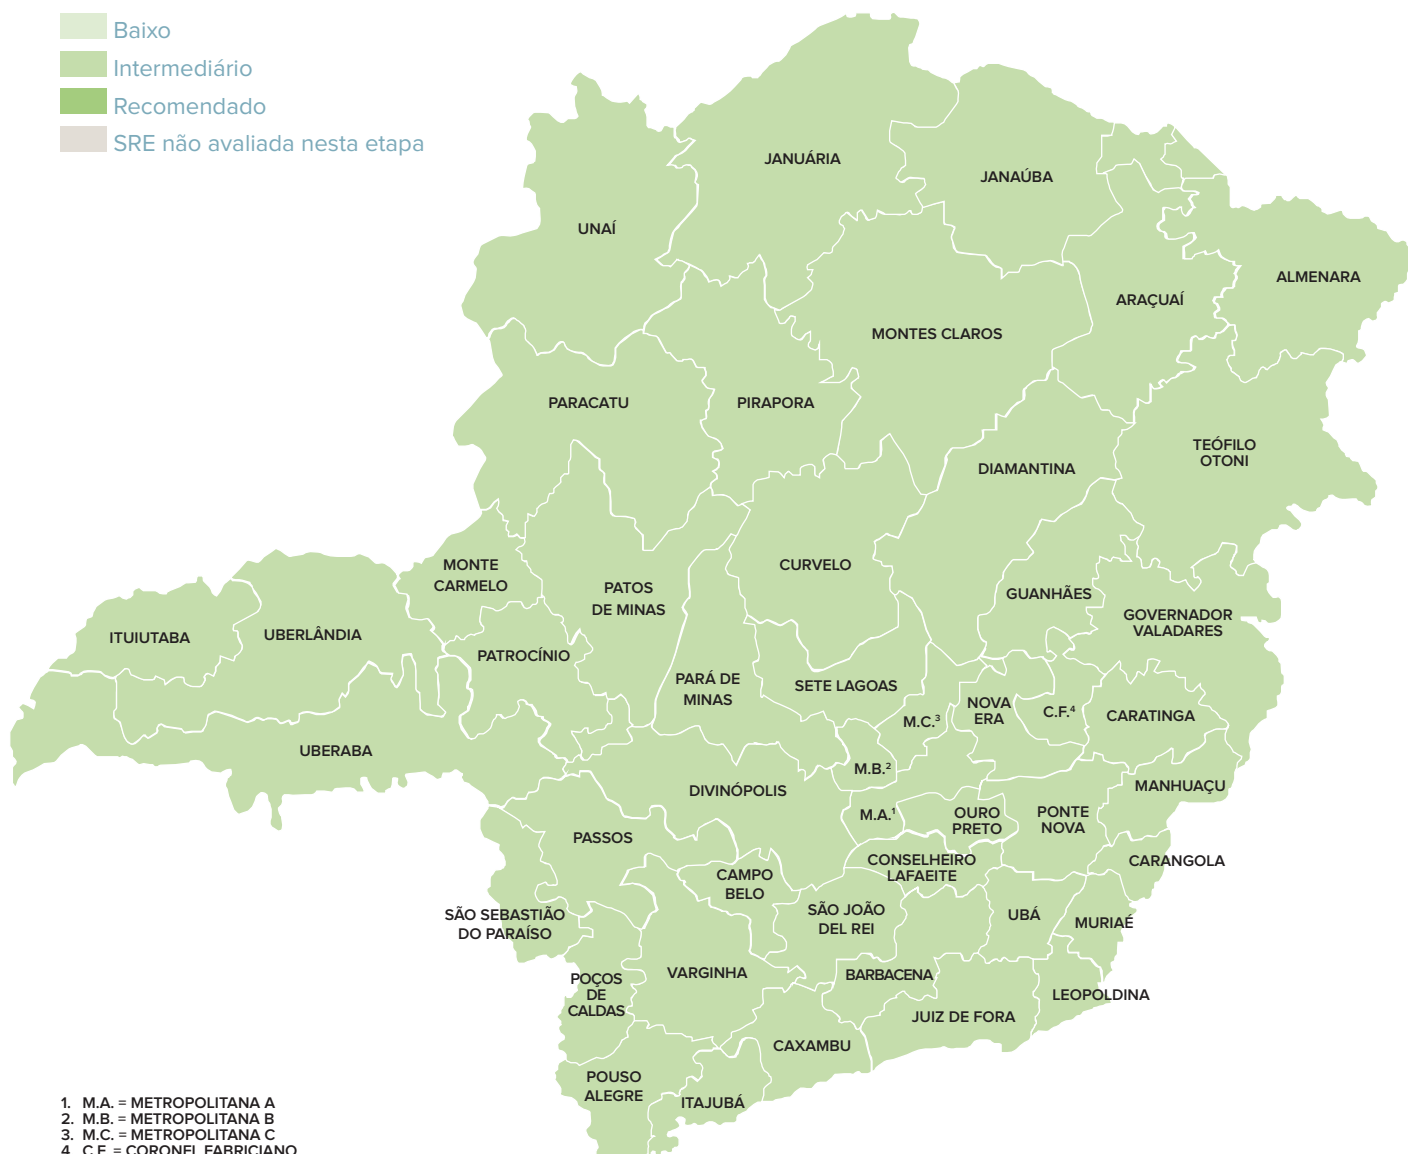 Baixo
Intermediário
Recomendado
SRE não avaliada nesta etapa
JANUÁRIA
JANAÚBA
UNAÍ
ALMENARA
ARAÇUAÍ
MONTES CLAROS
PARACATU
PIRAPORA
TEÓFILO
OTONI
DIAMANTINA
MONTE
CARMELO
CURVELO
PATOS
DE MINAS
GUANHÃES
GOVERNADOR
VALADARES
ITUIUTABA
UBERLÂNDIA
PATROCÍNIO
PARÁ DE
MINAS
SETE LAGOAS
NOVA
ERA
M.C.³
C.F.⁴
CARATINGA
UBERABA
M.B.²
DIVINÓPOLIS
MANHUAÇU
M.A.¹
OURO
PRETO
PONTE
NOVA
PASSOS
CONSELHEIRO
LAFAEITE
CARANGOLA
CAMPO
BELO
SÃO SEBASTIÃO
DO PARAÍSO
SÃO JOÃO
DEL REI
UBÁ
MURIAÉ
VARGINHA
BARBACENA
POÇOS
DE
CALDAS
LEOPOLDINA
JUIZ DE FORA
CAXAMBU
POUSO
ALEGRE
ITAJUBÁ
1. M.A. = METROPOLITANA A
2. M.B. = METROPOLITANA B
3. M.C. = METROPOLITANA C
4. C.F. = CORONEL FABRICIANO